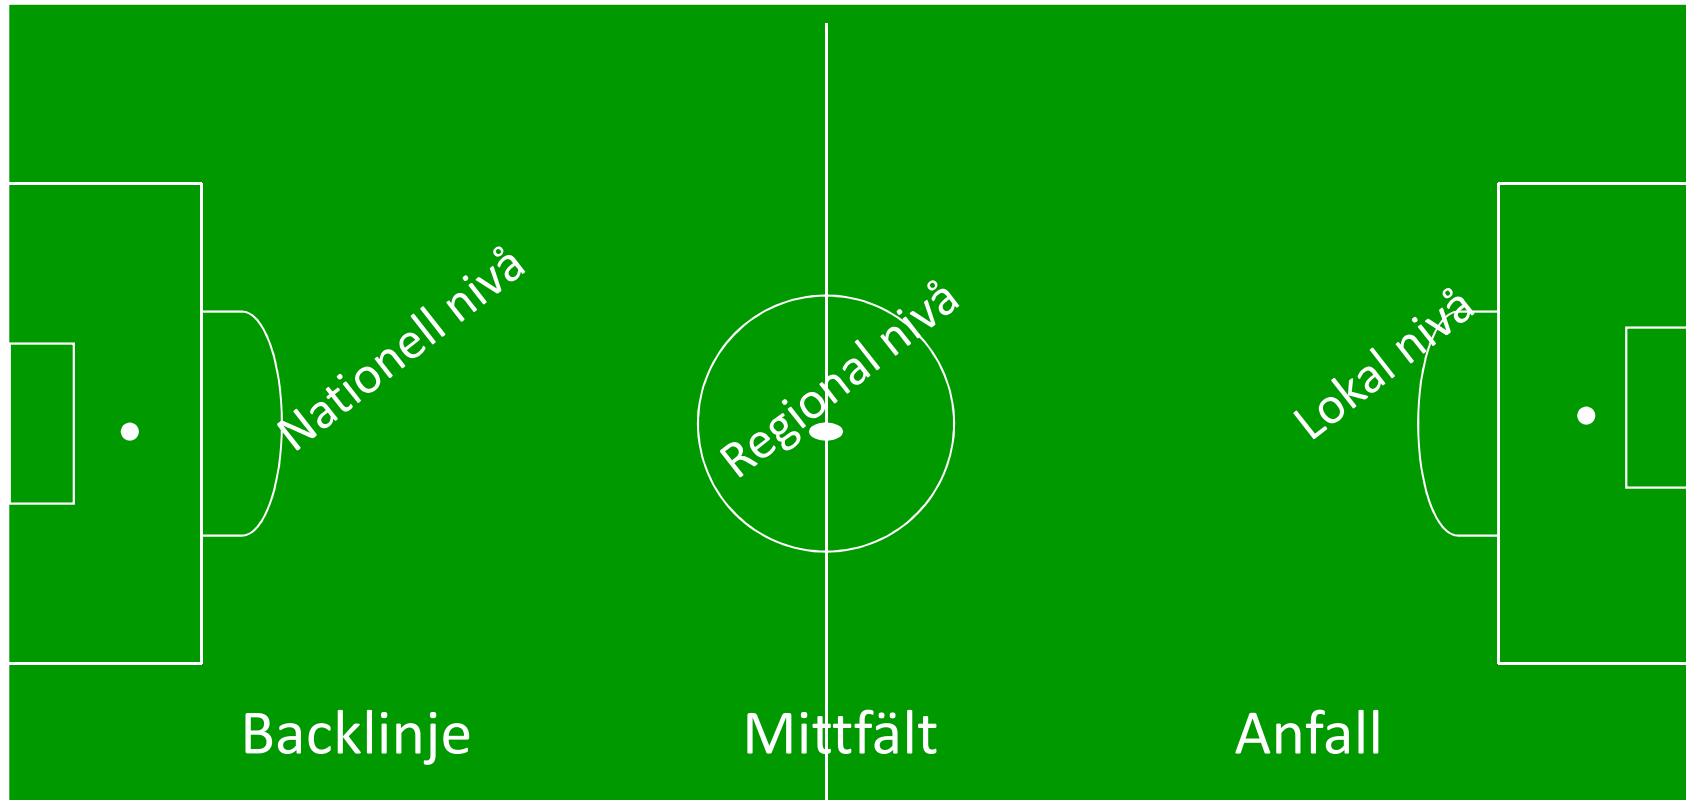 Nationell nivå
Regional nivå
Lokal nivå
Backlinje
Mittfält
Anfall